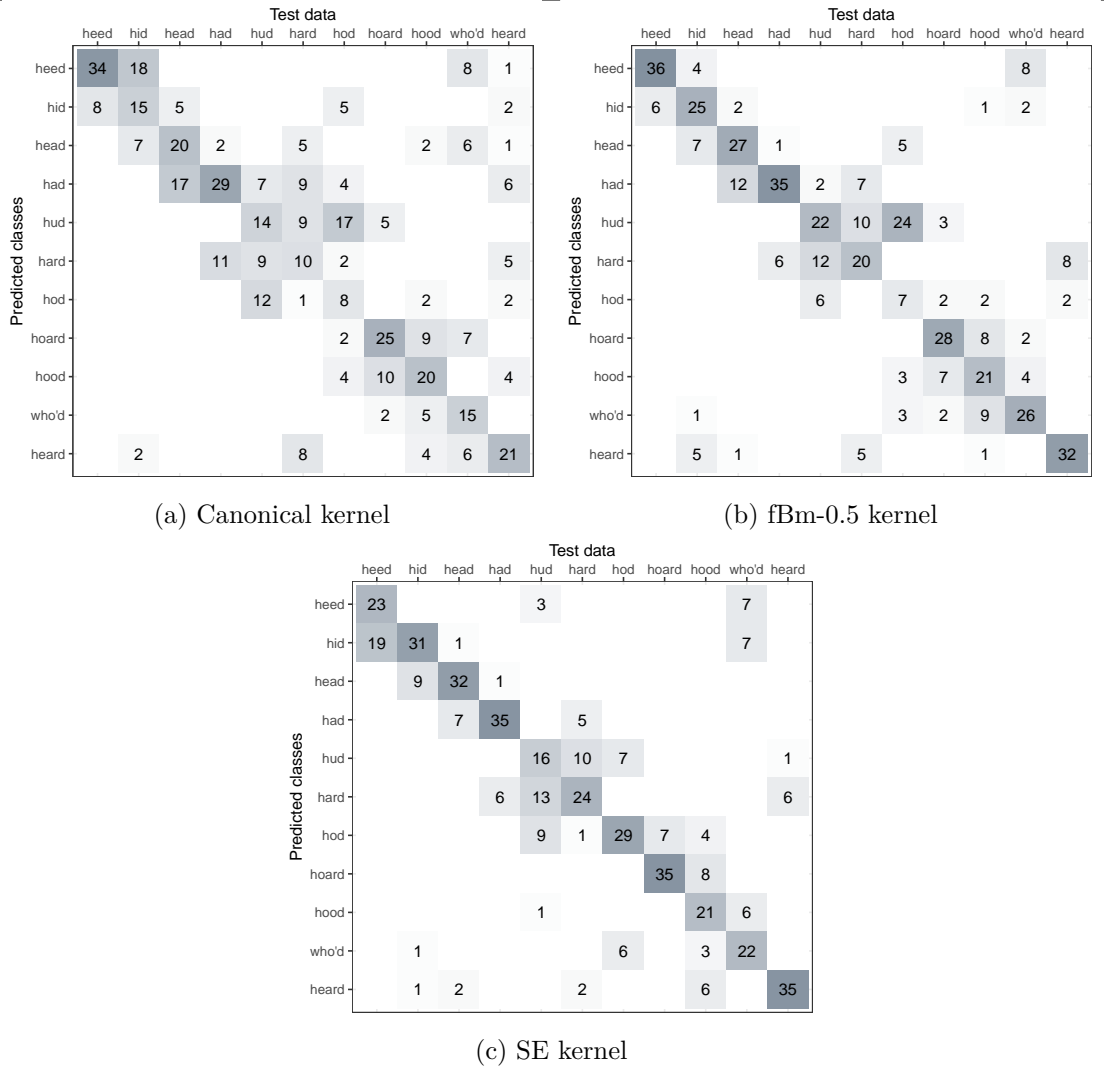 Test data
heed hid head had hud hard hod hoard hood who'd heard
Predicted classes
heed 34 18 8 1
hid 8 15 5 5 2
head 7 20 2 5 2 6 1
had 17 29 7 9 4 6
hud 14 9 17 5
hard 11 9 10 2 5
hod 12 1 8 2 2
hoard 2 25 9 7
hood 4 10 20 4
who'd 2 5 15
heard 2 8 4 6 21
(a) Canonical kernel
Test data
heed hid head had hud hard hod hoard hood who'd heard
Predicted classes
heed 36 4 8
hid 6 25 2 1 2
head 7 27 1 5
had 12 35 2 7
hud 22 10 24 3
hard 6 12 20 8
hod 6 7 2 2 2
hoard 28 8 2
hood 3 7 21 4
who'd 1 3 2 9 26
heard 5 1 5 1 32
(b) fBm-0.5 kernel
Test data
heed hid head had hud hard hod hoard hood who'd heard
Predicted classes
heed 23 3 7
hid 19 31 1 7
head 9 32 1
had 7 35 5
hud 16 10 7 1
hard 6 13 24 6
hod 9 1 29 7 4
hoard 35 8
hood 1 21 6
who'd 1 6 3 22
heard 1 2 2 6 35
(c) SE kernel